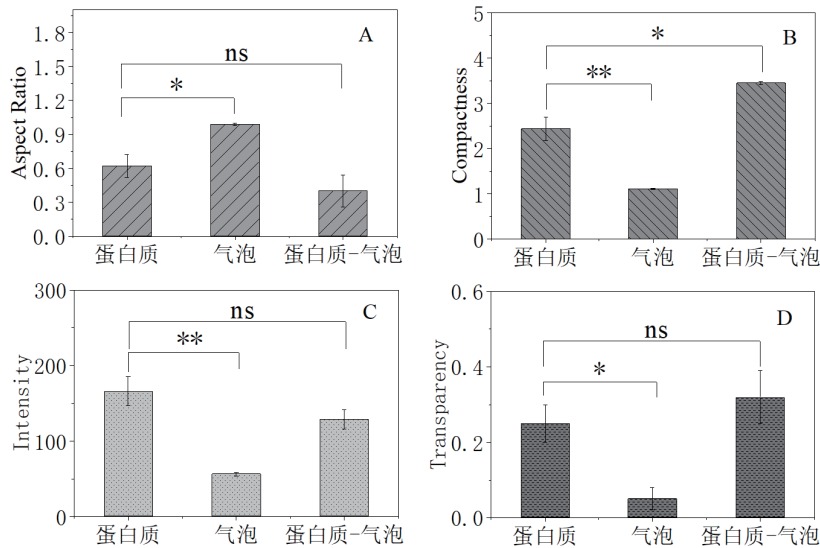 A
Aspect Ratio
1.8
1.5
1.2
0.9
0.6
0.3
0.0
ns
*
蛋白质
气泡
蛋白质-气泡
B
Compactness
5
4
3
2
1
0
*
**
蛋白质
气泡
蛋白质-气泡
C
Intensity
300
200
100
0
ns
**
蛋白质
气泡
蛋白质-气泡
D
Transparency
0.6
0.4
0.2
0.0
ns
*
蛋白质
气泡
蛋白质-气泡